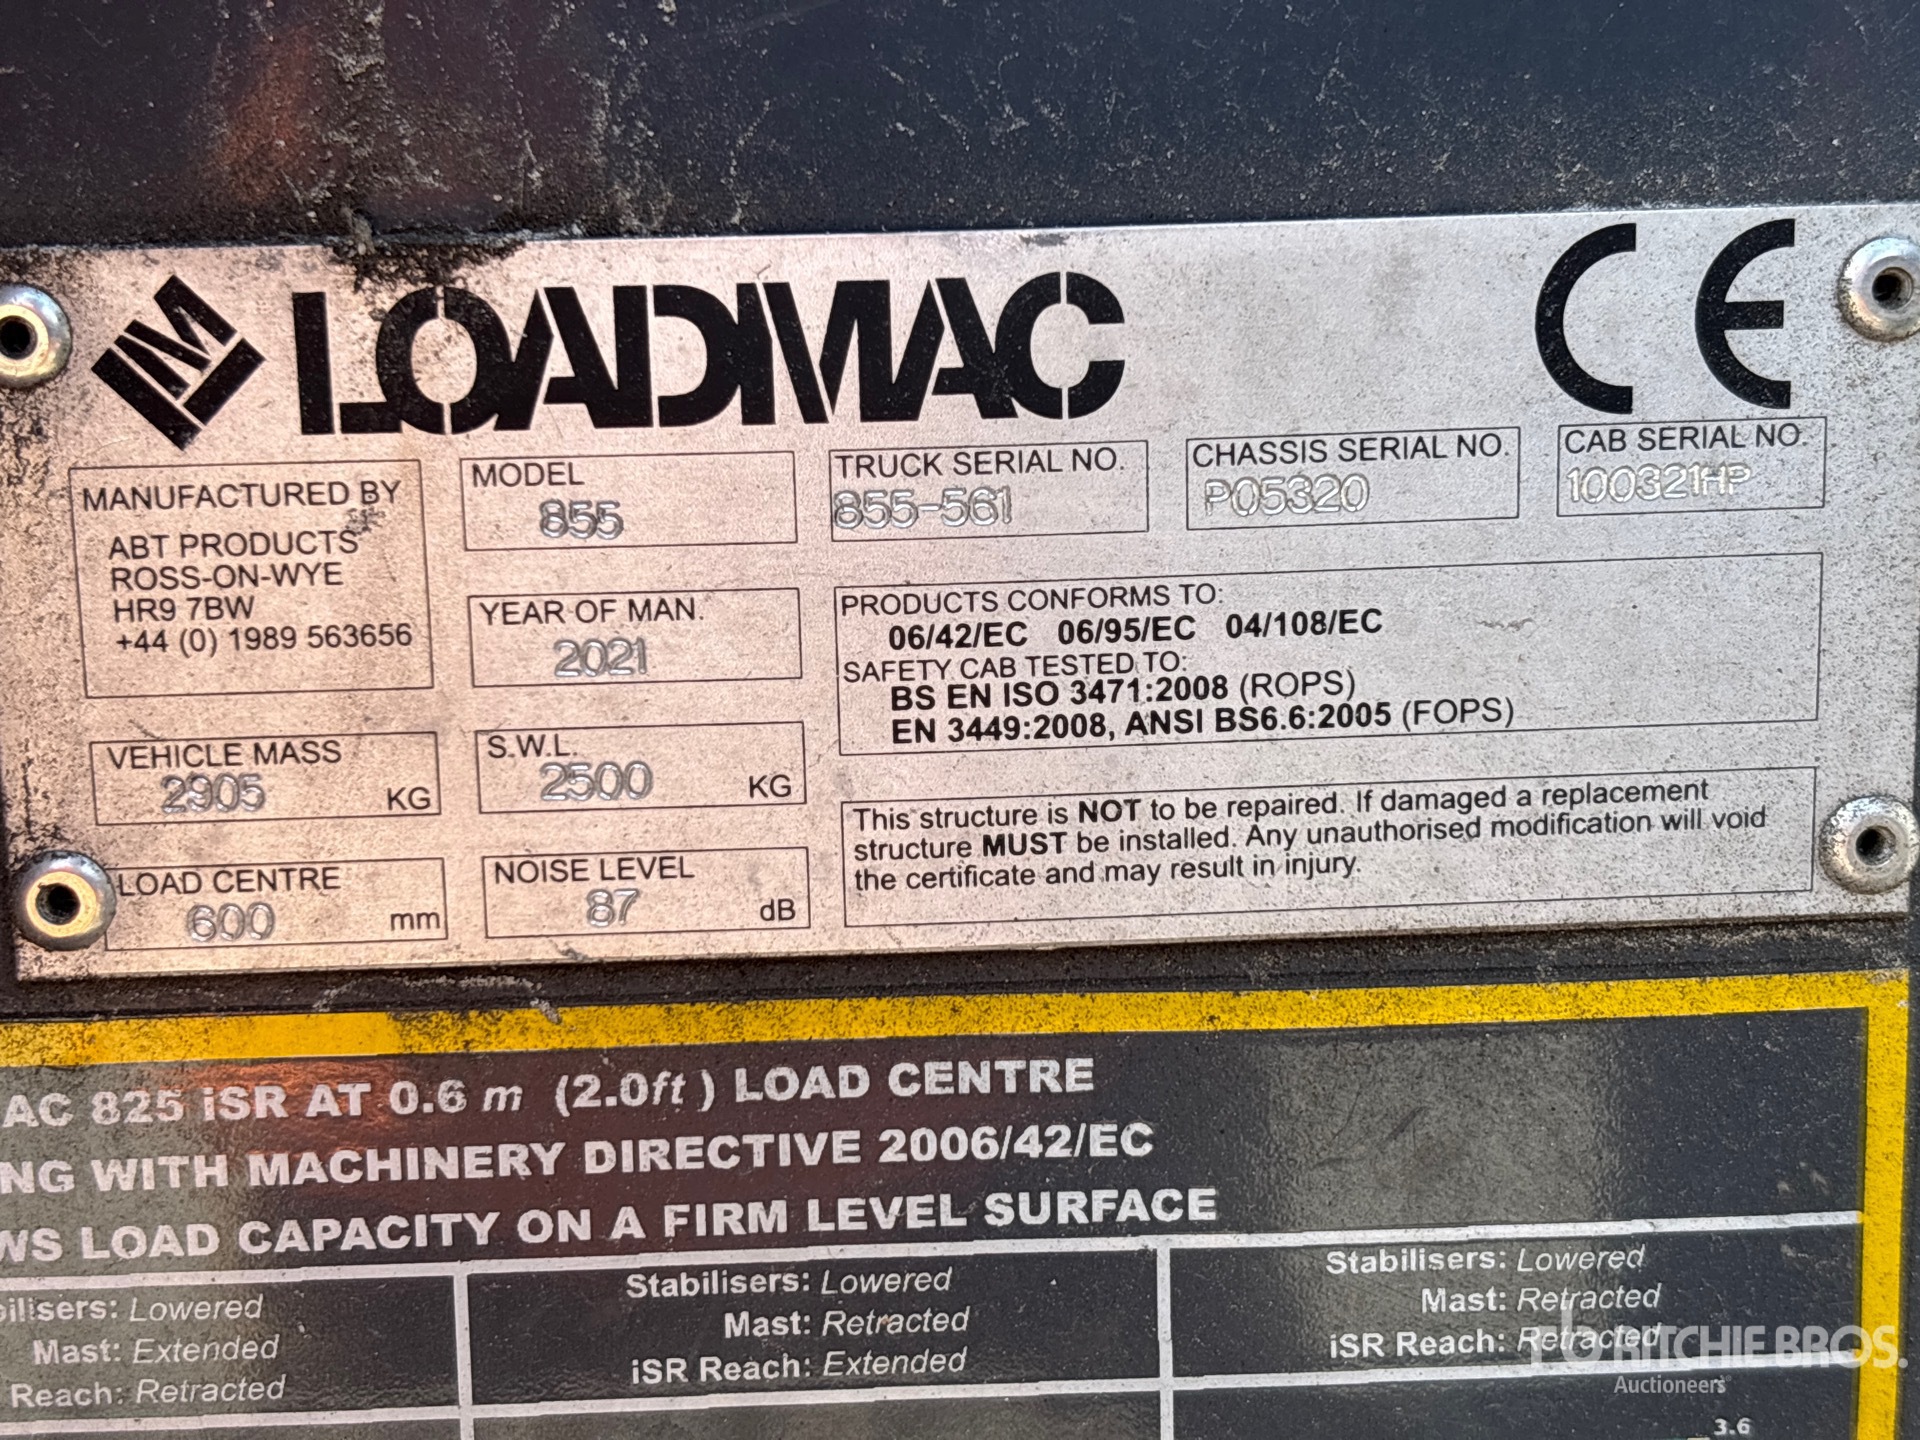 LM LOADMAC CE
MANUFACTURED BY
ABT PRODUCTS
ROSS-ON-WYE
HR9 7BW
+44 (0) 1989 563656
MODEL
855
TRUCK SERIAL NO.
855-561
CHASSIS SERIAL NO.
P05320
CAB SERIAL NO.
100321HP
YEAR OF MAN.
2021
PRODUCTS CONFORMS TO:
06/42/EC 06/95/EC 04/108/EC
SAFETY CAB TESTED TO:
BS EN ISO 3471:2008 (ROPS)
EN 3449:2008, ANSI BS6.6:2005 (FOPS)
VEHICLE MASS
2905 KG
S.W.L.
2500 KG
This structure is NOT to be repaired. If damaged a replacement
structure MUST be installed. Any unauthorised modification will void
the certificate and may result in injury.
LOAD CENTRE
600 mm
NOISE LEVEL
87 dB
AC 825 iSR AT 0.6 m (2.0ft) LOAD CENTRE
NG WITH MACHINERY DIRECTIVE 2006/42/EC
WS LOAD CAPACITY ON A FIRM LEVEL SURFACE
ilisers: Lowered
Mast: Extended
Reach: Retracted
Stabilisers: Lowered
Mast: Retracted
iSR Reach: Extended
Stabilisers: Lowered
Mast: Retracted
iSR Reach: Retracted
3.6
RITCHIE BROS.
Auctioneers